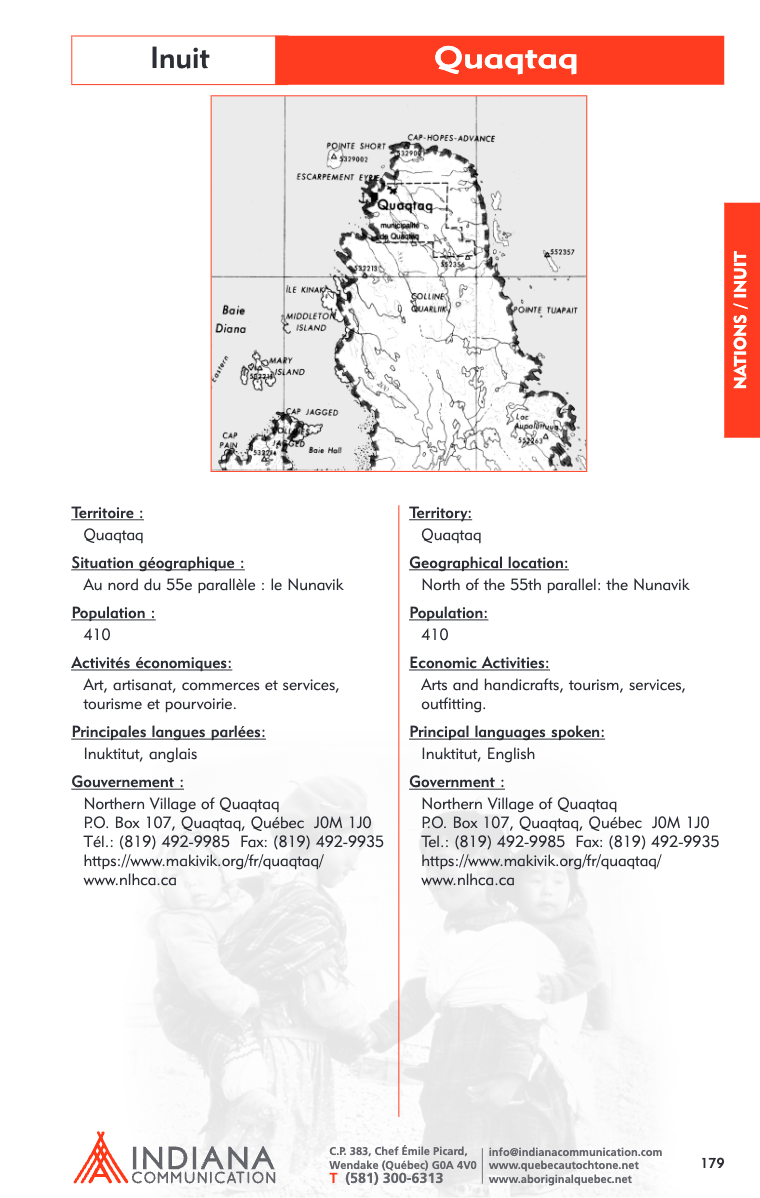 Inuit
Quaqtaq
CAP-HOPES-ADVANCE
POINTE SHORT
5329002
ESCARPEMENT EYRE
Quaqtaq
municipalité
de Quaqtaq
552357
552356
532213
ÎLE KINAK
COLLINE
QUARLIIK
Baie
Diana
MIDDLETON
ISLAND
POINTE TUAPAIT
Eastern
MARY
ISLAND
CAP JAGGED
Lac
CAP
PAIN
JAGGED
Baie Hall
552263
NATIONS / INUIT
Territoire :
Quaqtaq
Situation géographique :
Au nord du 55e parallèle : le Nunavik
Population :
410
Activités économiques:
Art, artisanat, commerces et services,
tourisme et pourvoirie.
Principales langues parlées:
Inuktitut, anglais
Gouvernement :
Northern Village of Quaqtaq
P.O. Box 107, Quaqtaq, Québec J0M 1J0
Tél.: (819) 492-9985 Fax: (819) 492-9935
https://www.makivik.org/fr/quaqtaq/
www.nlhca.ca
Territory:
Quaqtaq
Geographical location:
North of the 55th parallel: the Nunavik
Population:
410
Economic Activities:
Arts and handicrafts, tourism, services,
outfitting.
Principal languages spoken:
Inuktitut, English
Government :
Northern Village of Quaqtaq
P.O. Box 107, Quaqtaq, Québec J0M 1J0
Tel.: (819) 492-9985 Fax: (819) 492-9935
https://www.makivik.org/fr/quaqtaq/
www.nlhca.ca
INDIANA
COMMUNICATION
C.P. 383, Chef Émile Picard,
Wendake (Québec) G0A 4V0
T (581) 300-6313
info@indianacommunication.com
www.quebecautochtone.net
www.aboriginalquebec.net
179